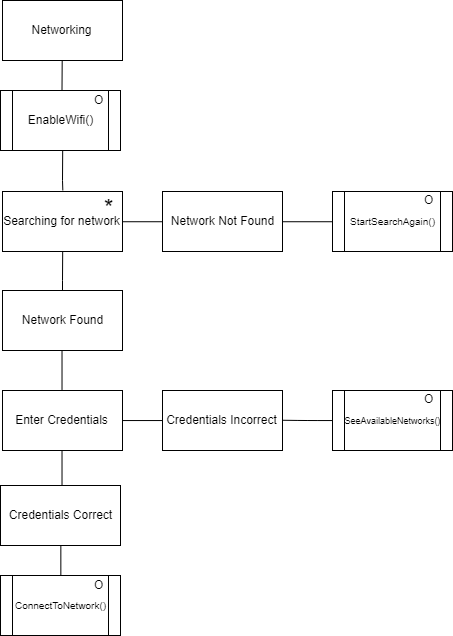 Networking
O
EnableWifi()
*
Searching for network
Network Not Found
O
StartSearchAgain()
Network Found
Enter Credentials
Credentials Incorrect
O
SeeAvailableNetworks()
Credentials Correct
O
ConnectToNetwork()